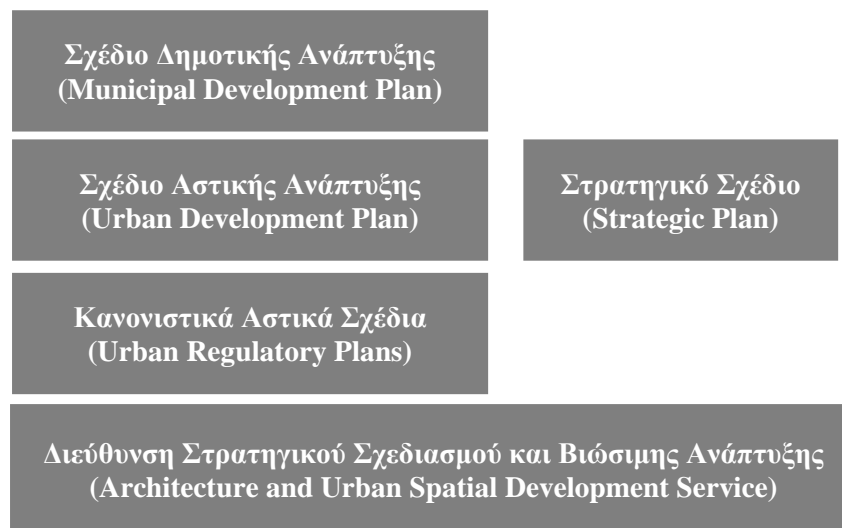 Σχέδιο Δημοτικής Ανάπτυξης
(Municipal Development Plan)
Σχέδιο Αστικής Ανάπτυξης
(Urban Development Plan)
Στρατηγικό Σχέδιο
(Strategic Plan)
Κανονιστικά Αστικά Σχέδια
(Urban Regulatory Plans)
Διεύθυνση Στρατηγικού Σχεδιασμού και Βιώσιμης Ανάπτυξης
(Architecture and Urban Spatial Development Service)